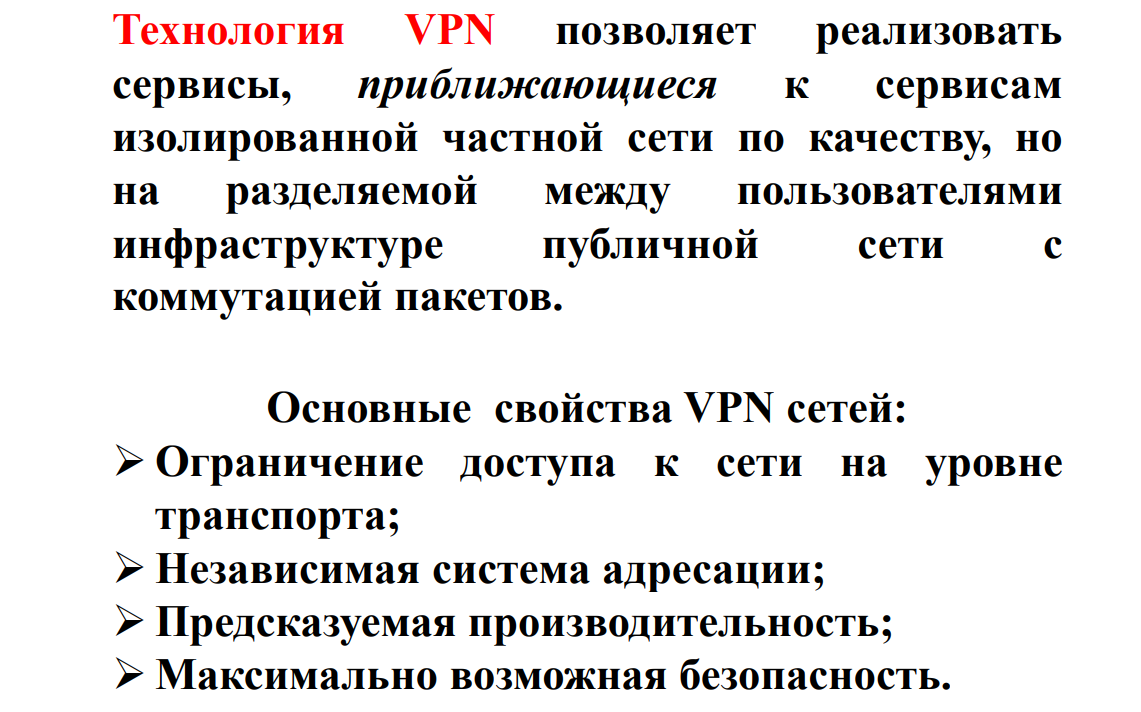 Технология VPN позволяет реализовать
сервисы, приближающиеся к сервисам
изолированной частной сети по качеству, но
на разделяемой между пользователями
инфраструктуре публичной сети с
коммутацией пакетов.
Основные свойства VPN сетей:
➢ Ограничение доступа к сети на уровне
транспорта;
➢ Независимая система адресации;
➢ Предсказуемая производительность;
➢ Максимально возможная безопасность.